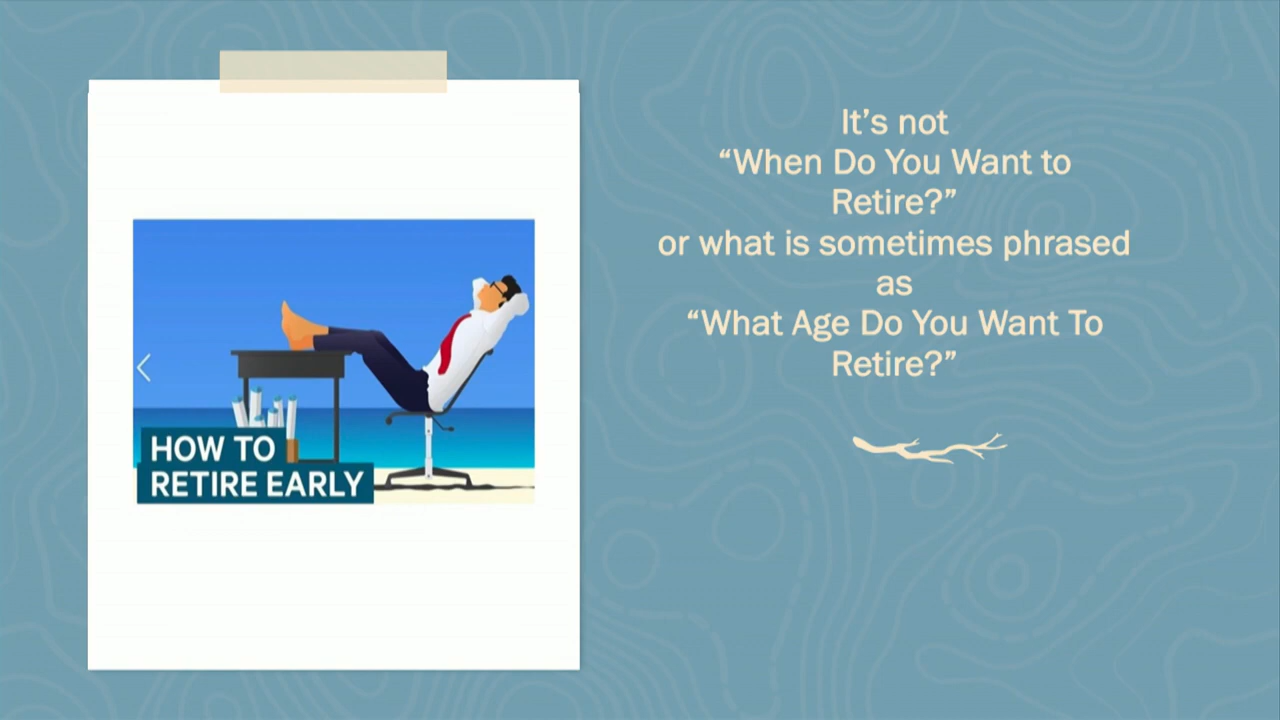 HOW TO
RETIRE EARLY
It’s not
“When Do You Want to
Retire?”
or what is sometimes phrased
as
“What Age Do You Want To
Retire?”